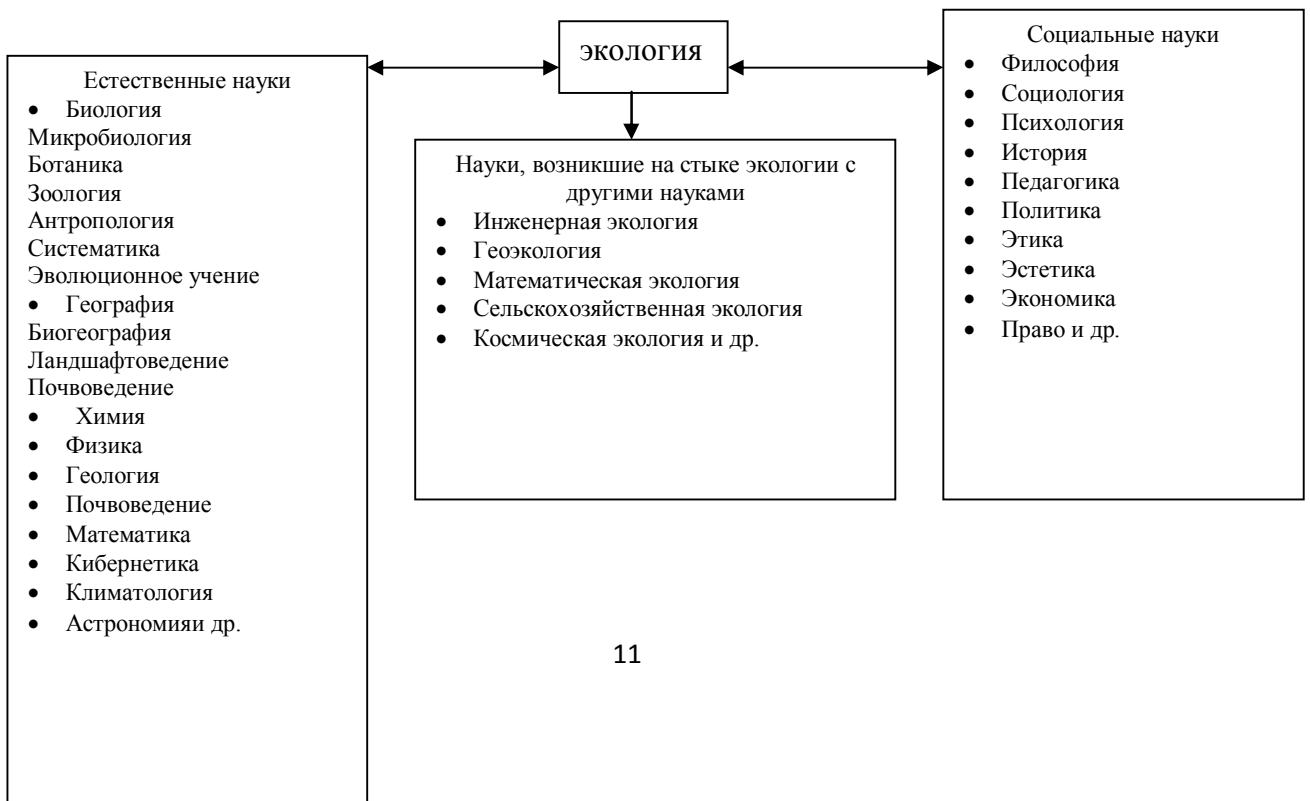 экология
Естественные науки
• Биология
Микробиология
Ботаника
Зоология
Антропология
Систематика
Эволюционное учение
• География
Биогеография
Ландшафтоведение
Почвоведение
• Химия
• Физика
• Геология
• Почвоведение
• Математика
• Кибернетика
• Климатология
• Астрономияи др.
Науки, возникшие на стыке экологии с
другими науками
• Инженерная экология
• Геоэкология
• Математическая экология
• Сельскохозяйственная экология
• Космическая экология и др.
Социальные науки
• Философия
• Социология
• Психология
• История
• Педагогика
• Политика
• Этика
• Эстетика
• Экономика
• Право и др.
11